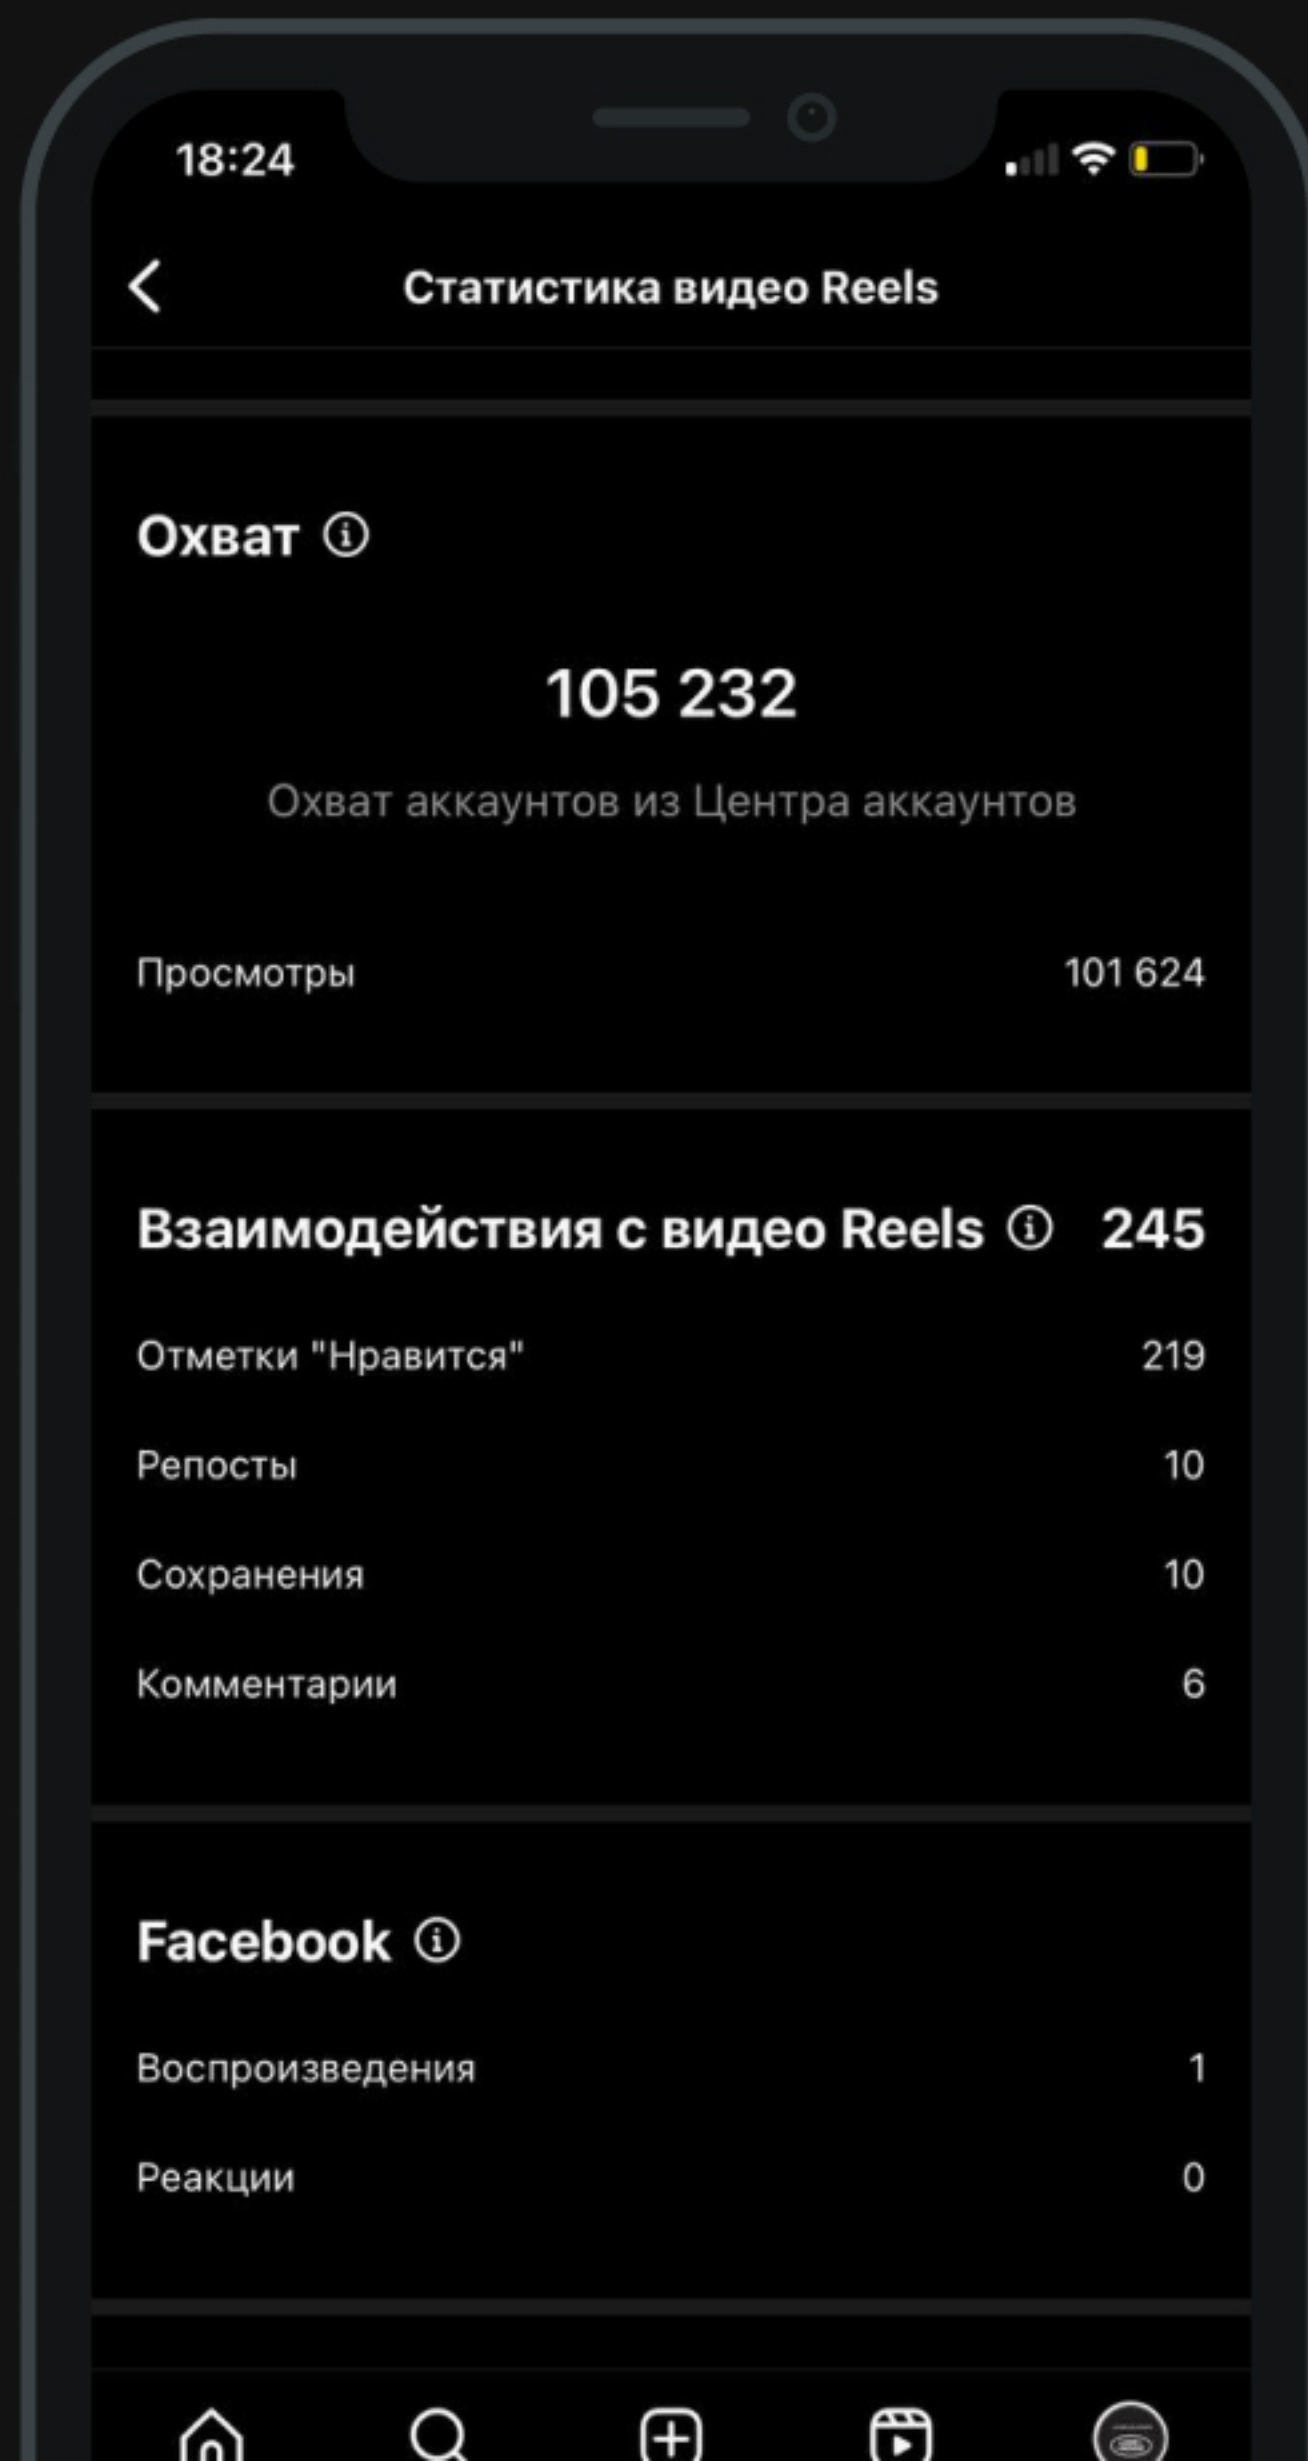 18:24
Статистика видео Reels
Охват
105 232
Охват аккаунтов из Центра аккаунтов
Просмотры 101 624
Взаимодействия с видео Reels 245
Отметки "Нравится" 219
Репосты 10
Сохранения 10
Комментарии 6
Facebook
Воспроизведения 1
Реакции 0